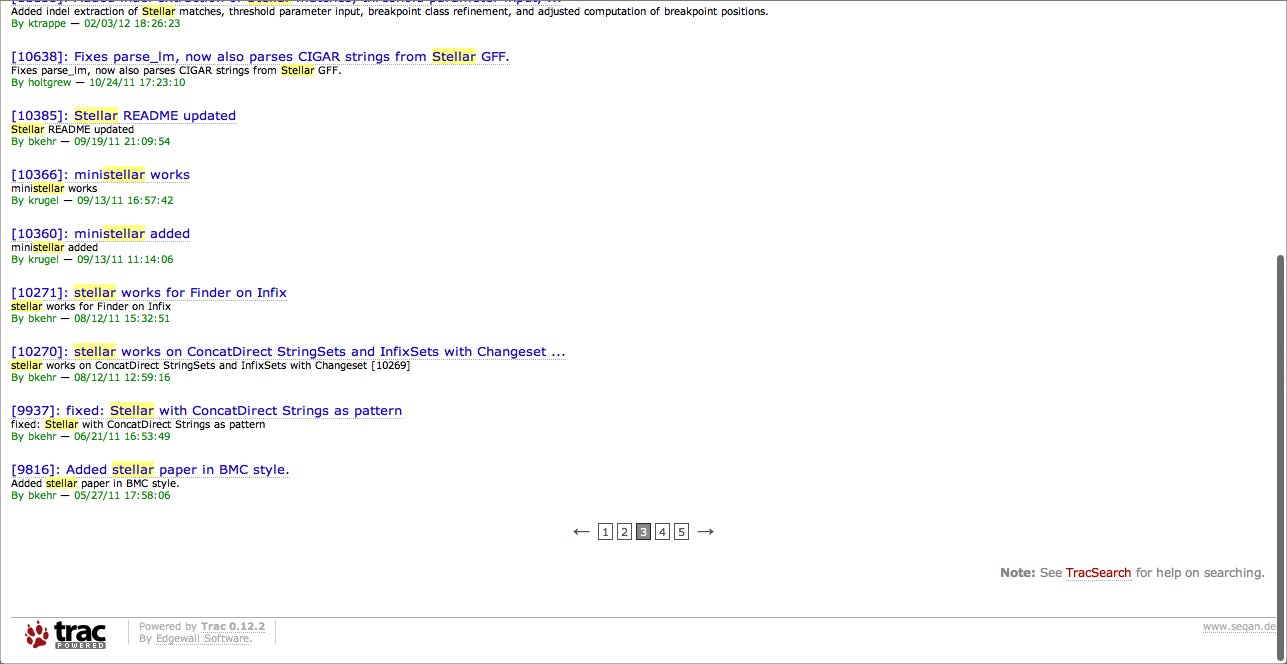 Added indel extraction of Stellar matches, threshold parameter input, breakpoint class refinement, and adjusted computation of breakpoint positions.
By ktrappe — 02/03/12 18:26:23
[10638]: Fixes parse_lm, now also parses CIGAR strings from Stellar GFF.
Fixes parse_lm, now also parses CIGAR strings from Stellar GFF.
By holtgrew — 10/24/11 17:23:10
[10385]: Stellar README updated
Stellar README updated
By bkehr — 09/19/11 21:09:54
[10366]: ministellar works
ministellar works
By krugel — 09/13/11 16:57:42
[10360]: ministellar added
ministellar added
By krugel — 09/13/11 11:14:06
[10271]: stellar works for Finder on Infix
stellar works for Finder on Infix
By bkehr — 08/12/11 15:32:51
[10270]: stellar works on ConcatDirect StringSets and InfixSets with Changeset ...
stellar works on ConcatDirect StringSets and InfixSets with Changeset [10269]
By bkehr — 08/12/11 12:59:16
[9937]: fixed: Stellar with ConcatDirect Strings as pattern
fixed: Stellar with ConcatDirect Strings as pattern
By bkehr — 06/21/11 16:53:49
[9816]: Added stellar paper in BMC style.
Added stellar paper in BMC style.
By bkehr — 05/27/11 17:58:06
← 1 2 3 4 5 →
Note: See TracSearch for help on searching.
trac POWERED
Powered by Trac 0.12.2
By Edgewall Software.
www.seqan.de